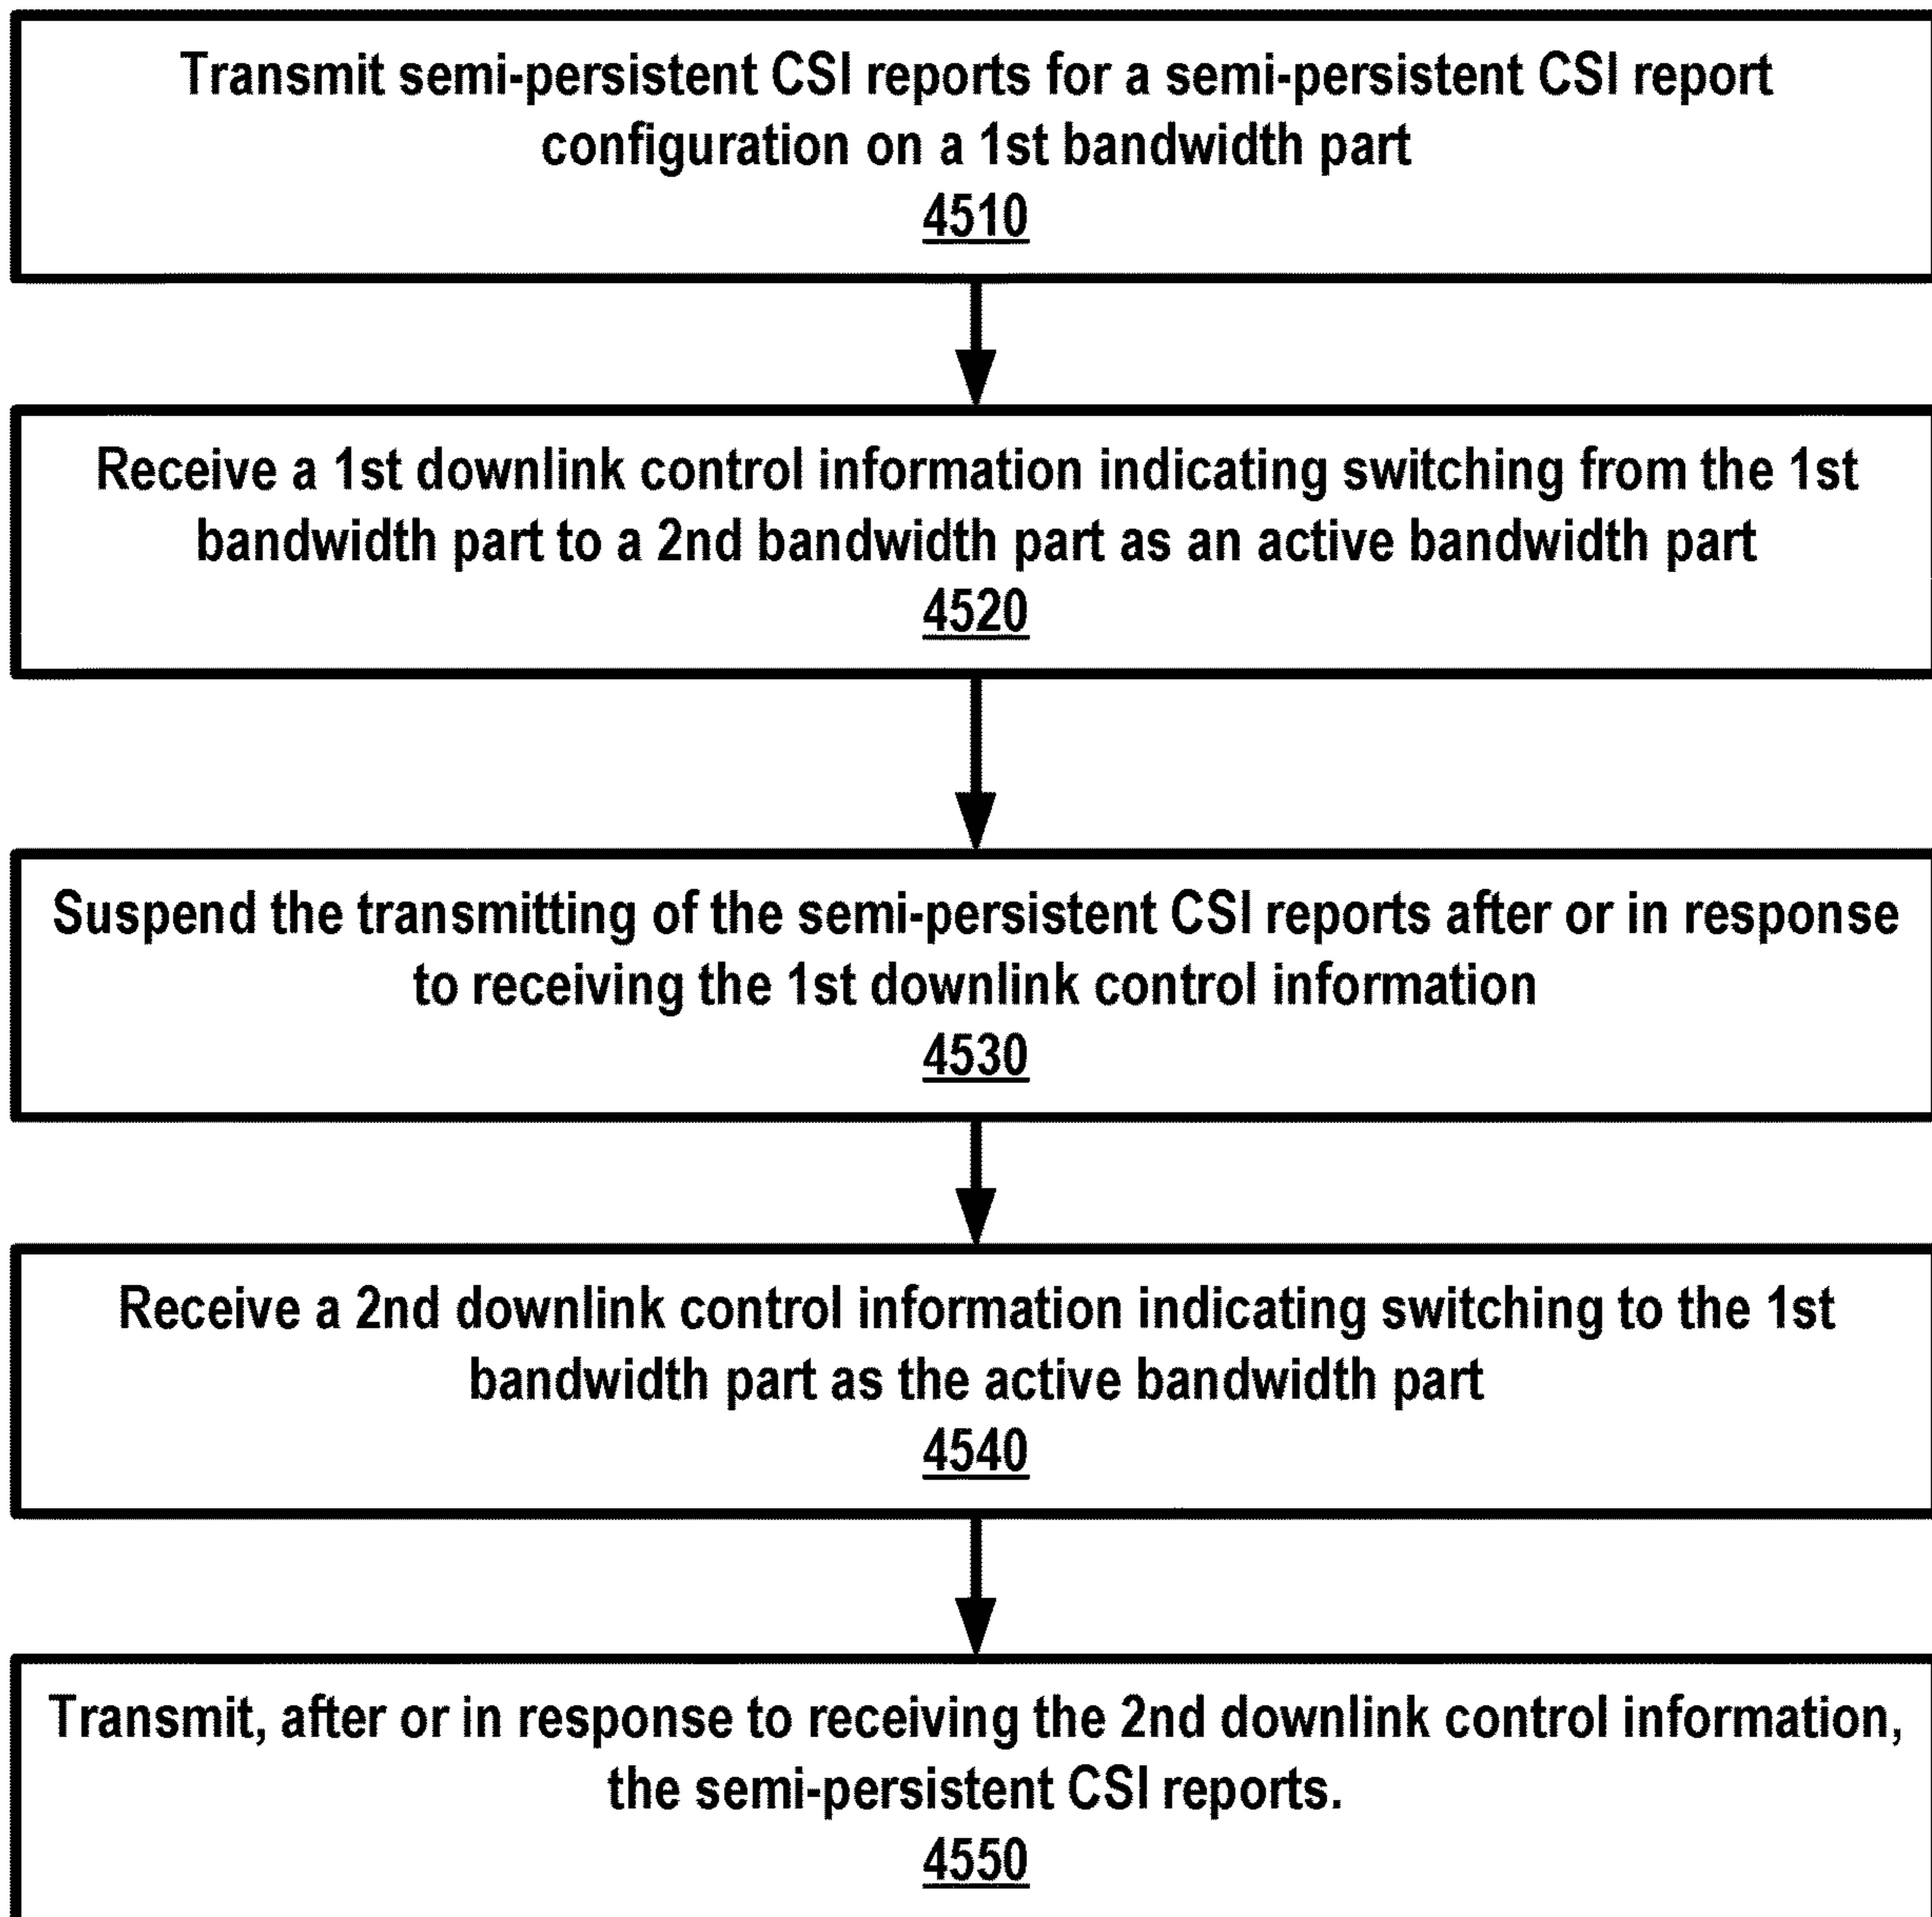 Transmit semi-persistent CSI reports for a semi-persistent CSI report
configuration on a 1st bandwidth part
4510
Receive a 1st downlink control information indicating switching from the 1st
bandwidth part to a 2nd bandwidth part as an active bandwidth part
4520
Suspend the transmitting of the semi-persistent CSI reports after or in response
to receiving the 1st downlink control information
4530
Receive a 2nd downlink control information indicating switching to the 1st
bandwidth part as the active bandwidth part
4540
Transmit, after or in response to receiving the 2nd downlink control information,
the semi-persistent CSI reports.
4550